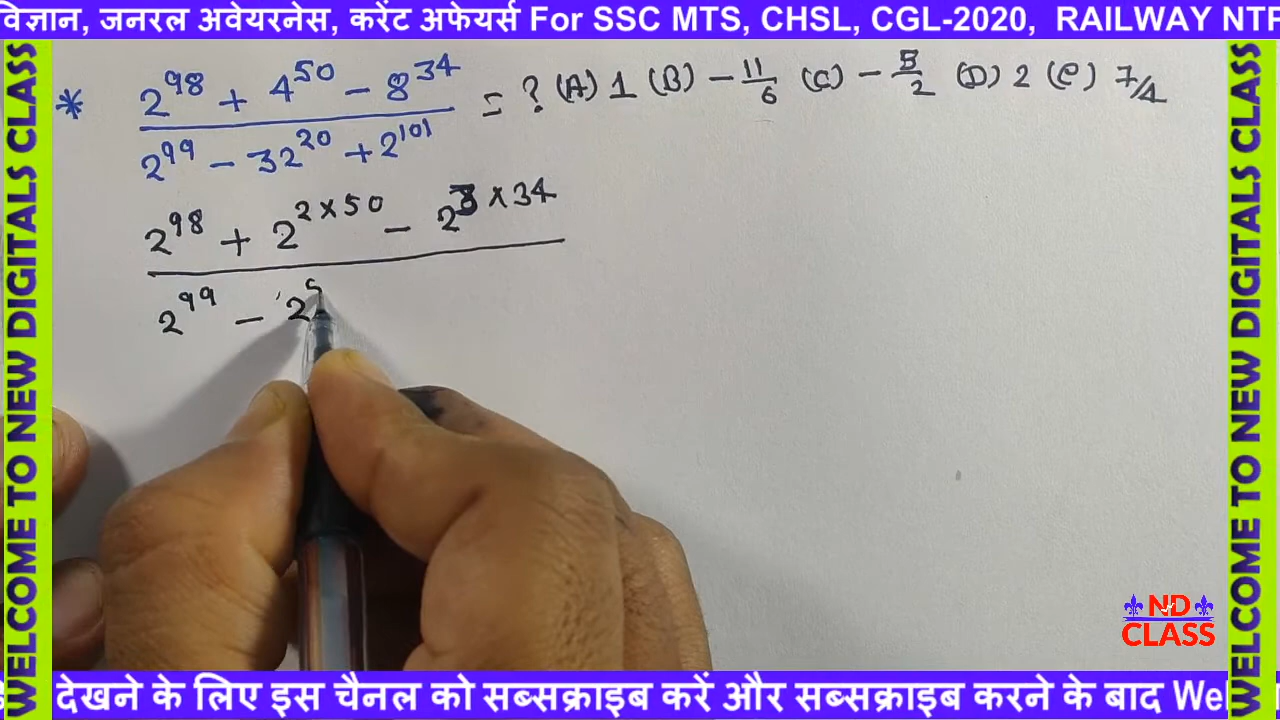 विज्ञान, जनरल अवेयरनेस, करेंट अफेयर्स For SSC MTS, CHSL, CGL-2020, RAILWAY NTP
WELCOME TO NEW DIGITALS CLASS
* 2^98 + 4^50 - 8^34 / 2^99 - 32^20 + 2^101 = ? (A) 1 (B) - 11/6 (C) - 5/2 (D) 2 (E) 7/4
2^98 + 2^2×50 - 2^3×34
2^99 - 2^5
WELCOME TO NEW DIGITALS CLASS
ND
CLASS
देखने के लिए इस चैनल को सब्सक्राइब करें और सब्सक्राइब करने के बाद Wel